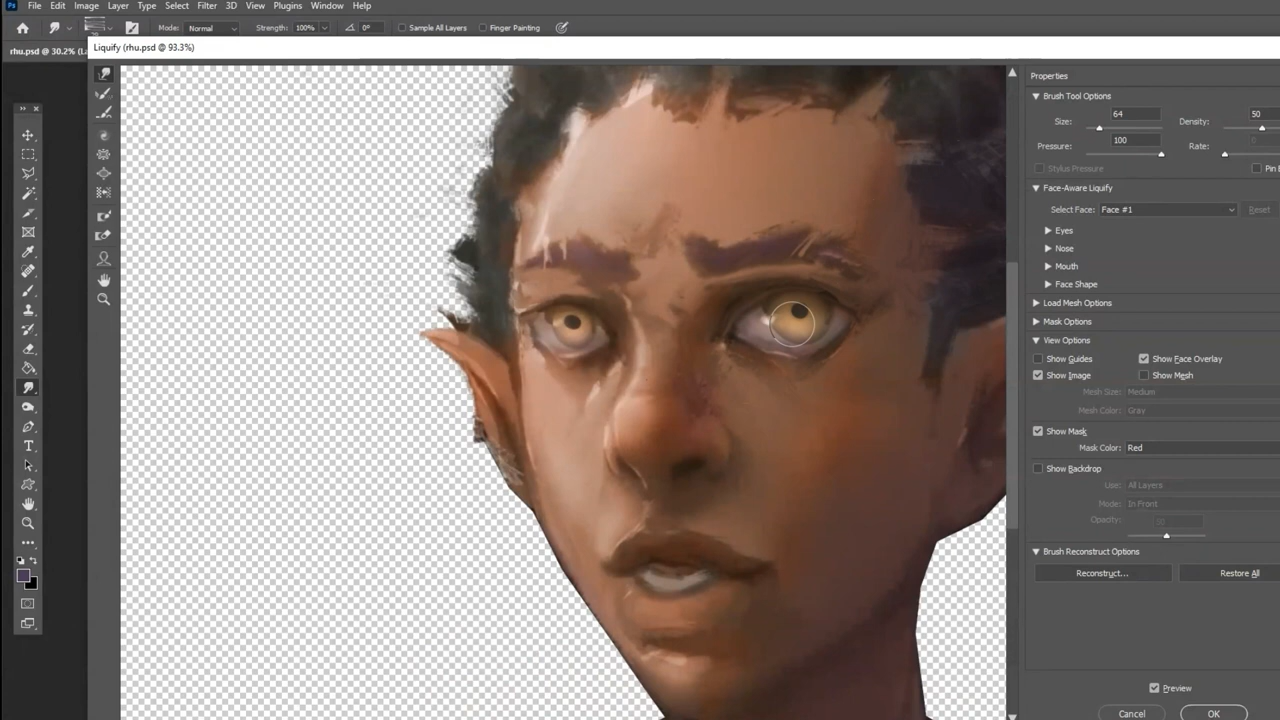 Ps File Edit Image Layer Type Select Filter 3D View Plugins Window Help
Mode: Normal Strength: 100% 0° Sample All Layers Finger Painting
rhu.psd @ 30.2% (L
Liquify (rhu.psd @ 93.3%)
Properties
Brush Tool Options
Size: 64 Density: 50
Pressure: 100 Rate: 0
Stylus Pressure Pin E
Face-Aware Liquify
Select Face: Face #1 Reset
Eyes
Nose
Mouth
Face Shape
Load Mesh Options
Mask Options
View Options
Show Guides Show Face Overlay
Show Image Show Mesh
Mesh Size: Medium
Mesh Color: Gray
Show Mask
Mask Color: Red
Show Backdrop
Use: All Layers
Mode: In Front
Opacity:
Brush Reconstruct Options
Reconstruct... Restore All
Preview
Cancel OK